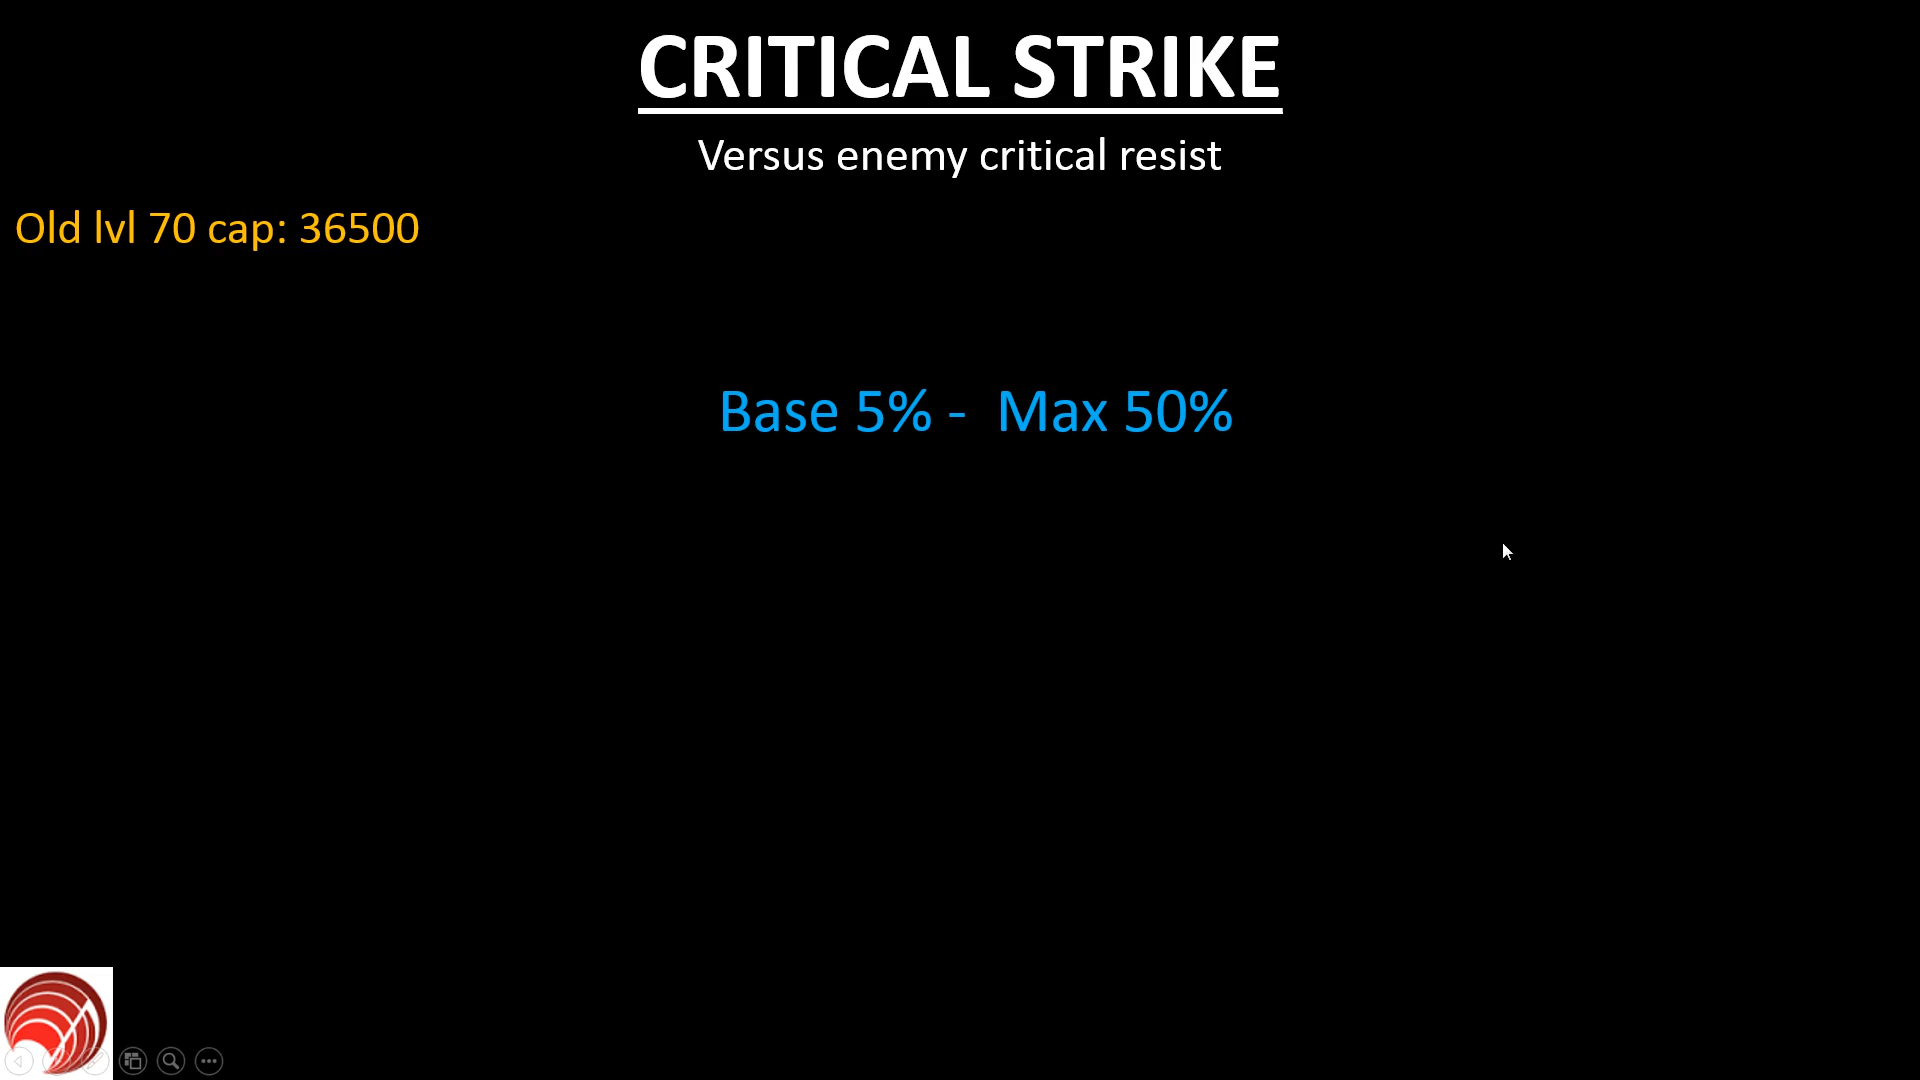 CRITICAL STRIKE
Versus enemy critical resist
Old lvl 70 cap: 36500
Base 5% -  Max 50%